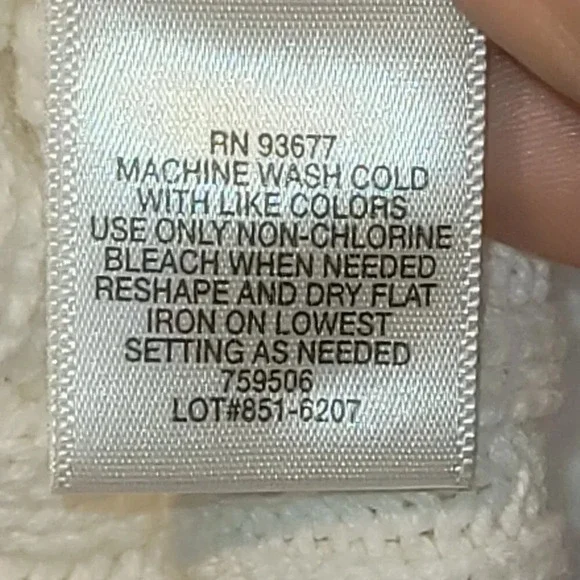 RN 93677
MACHINE WASH COLD
WITH LIKE COLORS
USE ONLY NON-CHLORINE
BLEACH WHEN NEEDED
RESHAPE AND DRY FLAT
IRON ON LOWEST
SETTING AS NEEDED
759506
LOT#851-6207